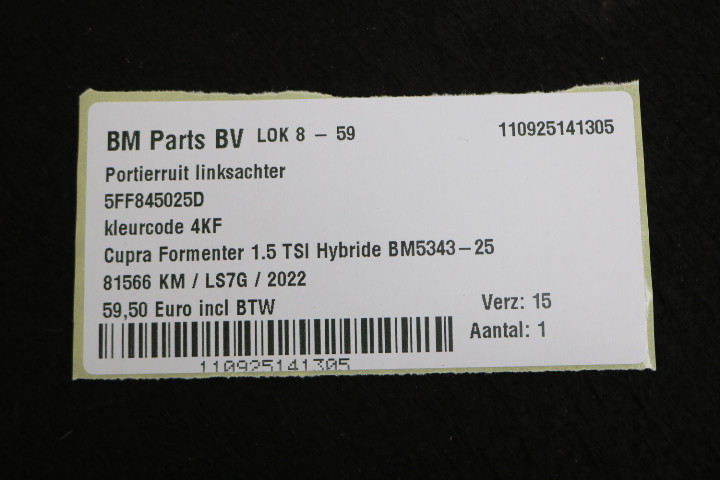 BM Parts BV LOK 8 – 59 110925141305
Portierruit linksachter
5FF845025D
kleurcode 4KF
Cupra Formenter 1.5 TSI Hybride BM5343–25
81566 KM / LS7G / 2022
59,50 Euro incl BTW Verz: 15
Aantal: 1
110925141305